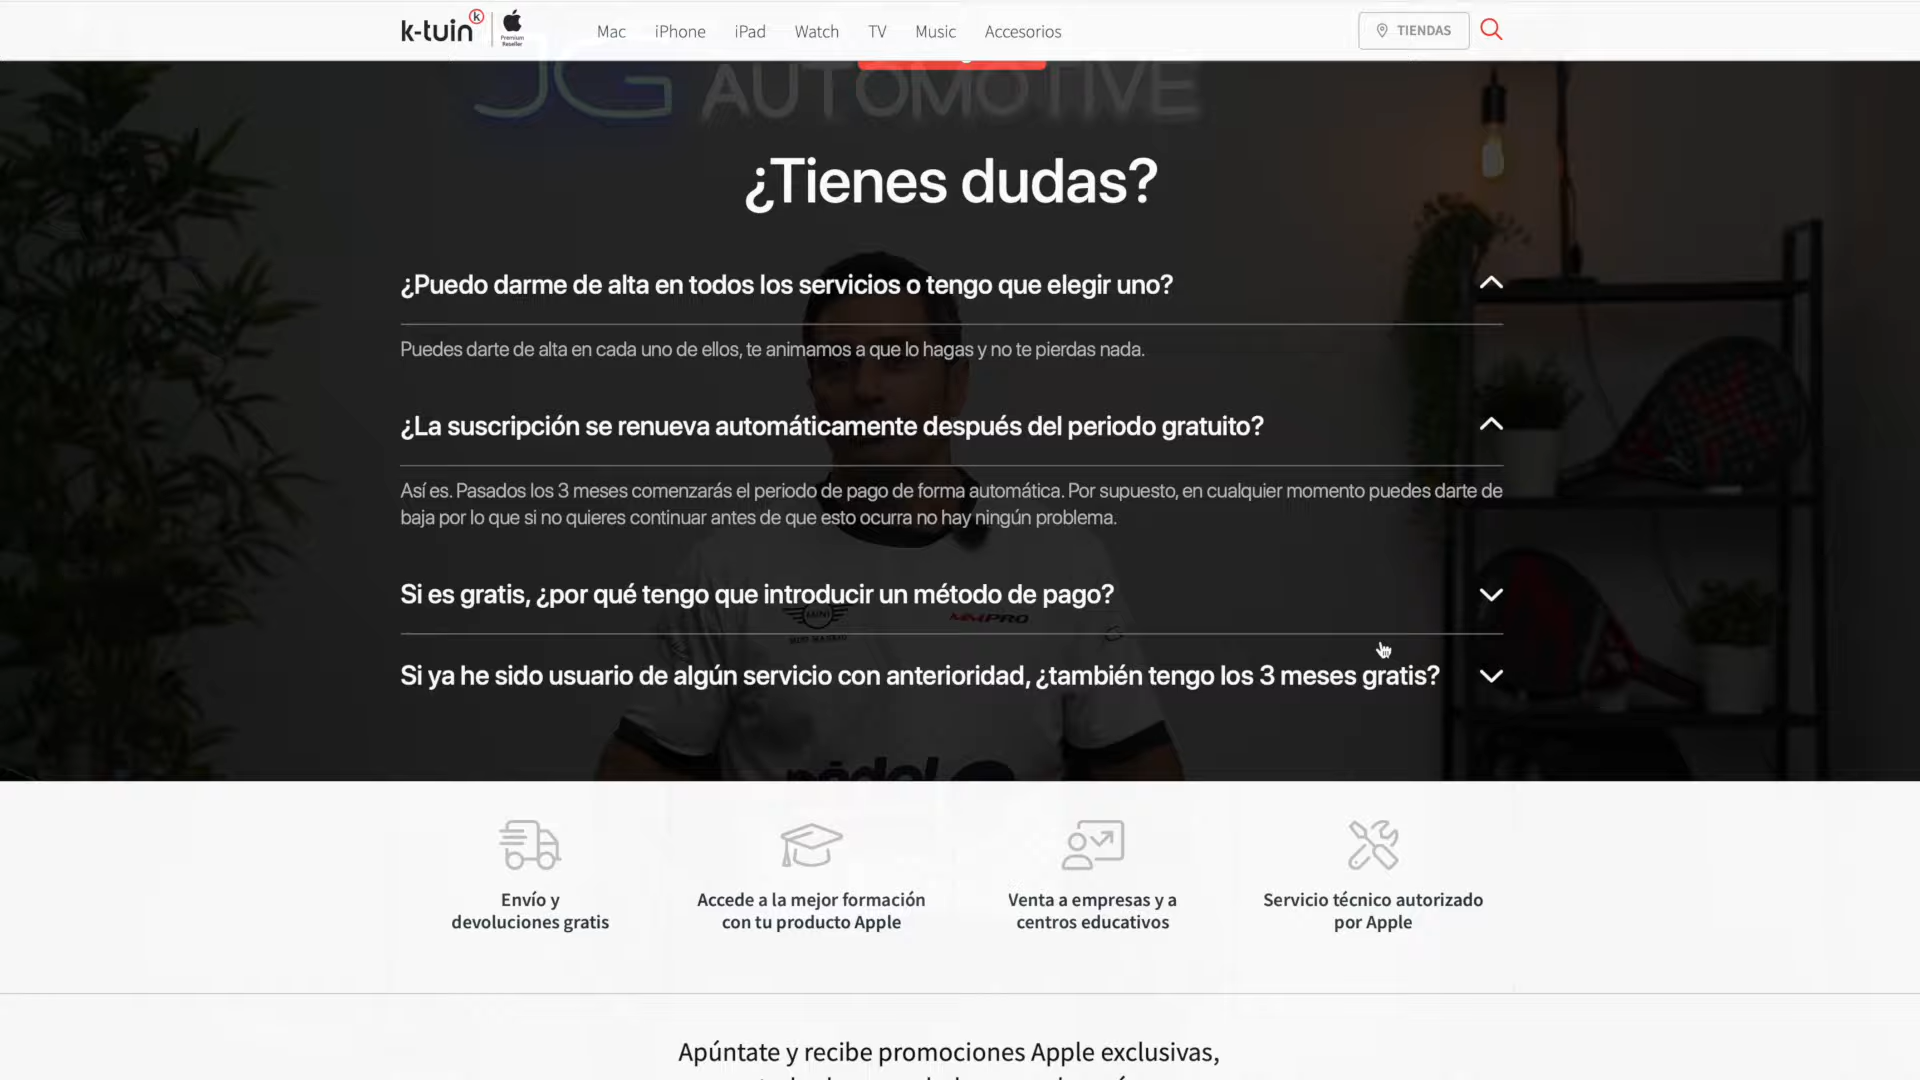 k-tuin
Premium
Reseller
Mac
iPhone
iPad
Watch
TV
Music
Accesorios
TIENDAS
JG AUTOMOTIVE
¿Tienes dudas?
¿Puedo darme de alta en todos los servicios o tengo que elegir uno?
Puedes darte de alta en cada uno de ellos, te animamos a que lo hagas y no te pierdas nada.
¿La suscripción se renueva automáticamente después del periodo gratuito?
Así es. Pasados los 3 meses comenzarás el periodo de pago de forma automática. Por supuesto, en cualquier momento puedes darte de
baja por lo que si no quieres continuar antes de que esto ocurra no hay ningún problema.
Si es gratis, ¿por qué tengo que introducir un método de pago?
MINI
MMPRO
Si ya he sido usuario de algún servicio con anterioridad, ¿también tengo los 3 meses gratis?
Envío y
devoluciones gratis
Accede a la mejor formación
con tu producto Apple
Venta a empresas y a
centros educativos
Servicio técnico autorizado
por Apple
Apúntate y recibe promociones Apple exclusivas,